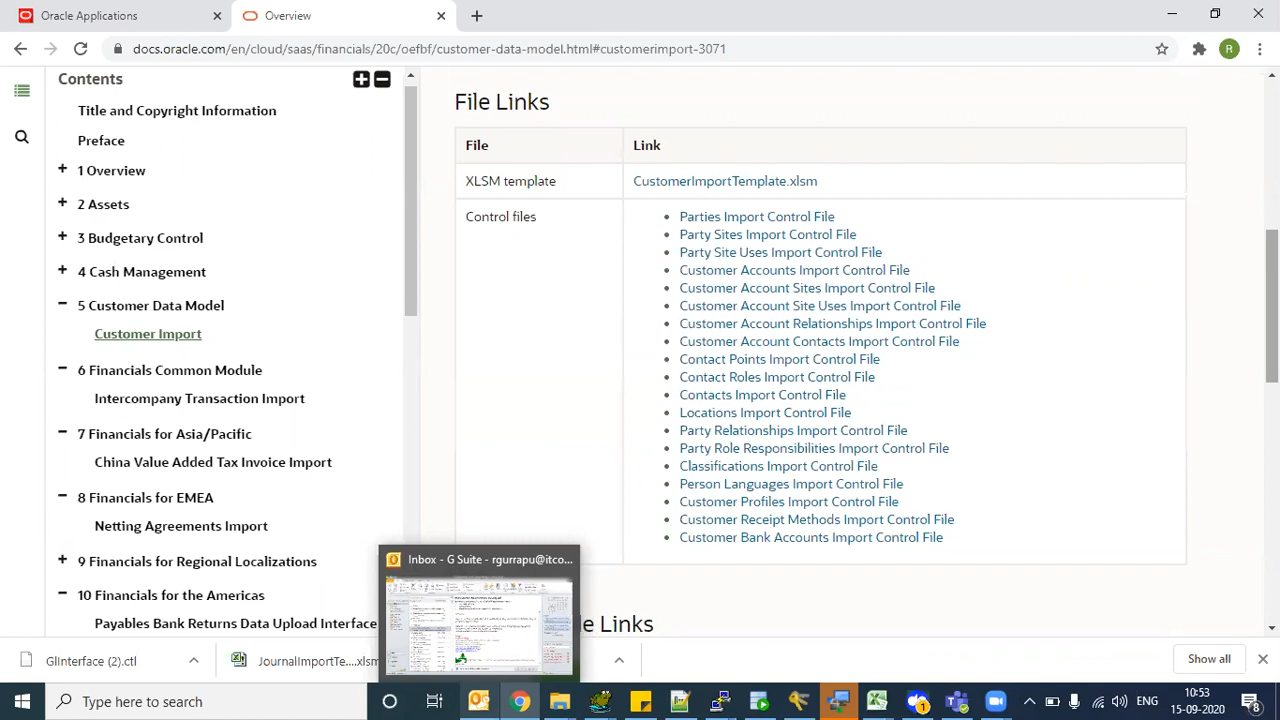 Oracle Applications
Overview
docs.oracle.com/en/cloud/saas/financials/20c/oefbf/customer-data-model.html#customerimport-3071
R
Contents
Title and Copyright Information
Preface
1 Overview
2 Assets
3 Budgetary Control
4 Cash Management
5 Customer Data Model
Customer Import
6 Financials Common Module
Intercompany Transaction Import
7 Financials for Asia/Pacific
China Value Added Tax Invoice Import
8 Financials for EMEA
Netting Agreements Import
9 Financials for Regional Localizations
10 Financials
Americas
File Links
File Link
XLSM template CustomerImportTemplate.xlsm
Control files
Parties Import Control File
Party Sites Import Control File
Party Site Uses Import Control File
Customer Accounts Import Control File
Customer Account Sites Import Control File
Customer Account Site Uses Import Control File
Customer Account Relationships Import Control File
Customer Account Contacts Import Control File
Contact Points Import Control File
Contact Roles Import Control File
Contacts Import Control File
Locations Import Control File
Party Relationships Import Control File
Party Role Responsibilities Import Control File
Classifications Import Control File
Person Languages Import Control File
Customer Profiles Import Control File
Customer Receipt Methods Import Control File
Customer Bank Accounts Import Control File
Inbox - G Suite - rgurrapu@itco...
Returns Data Upload Interface
Links
JournalImport
xlsm
Show all
Type here to search
ENG
10:53
15-09-2020